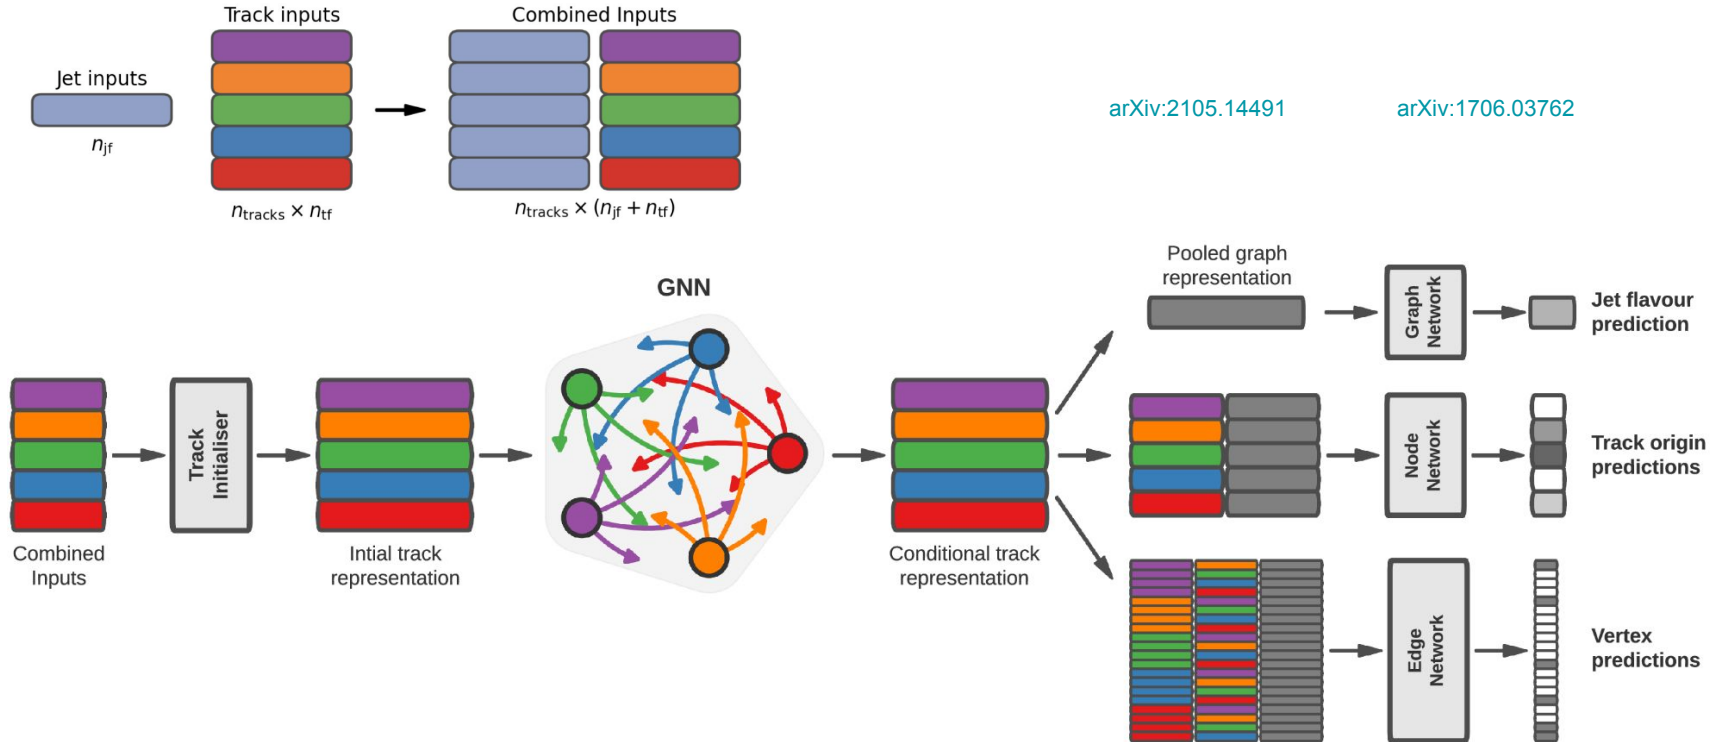 Track inputs
Combined Inputs
Jet inputs
n_jf
n_tracks × n_tf
n_tracks × (n_jf + n_tf)
arXiv:2105.14491
arXiv:1706.03762
GNN
Pooled graph
representation
Graph
Network
Jet flavour
prediction
Track
Initialiser
Node
Network
Track origin
predictions
Combined
Inputs
Intial track
representation
Conditional track
representation
Edge
Network
Vertex
predictions